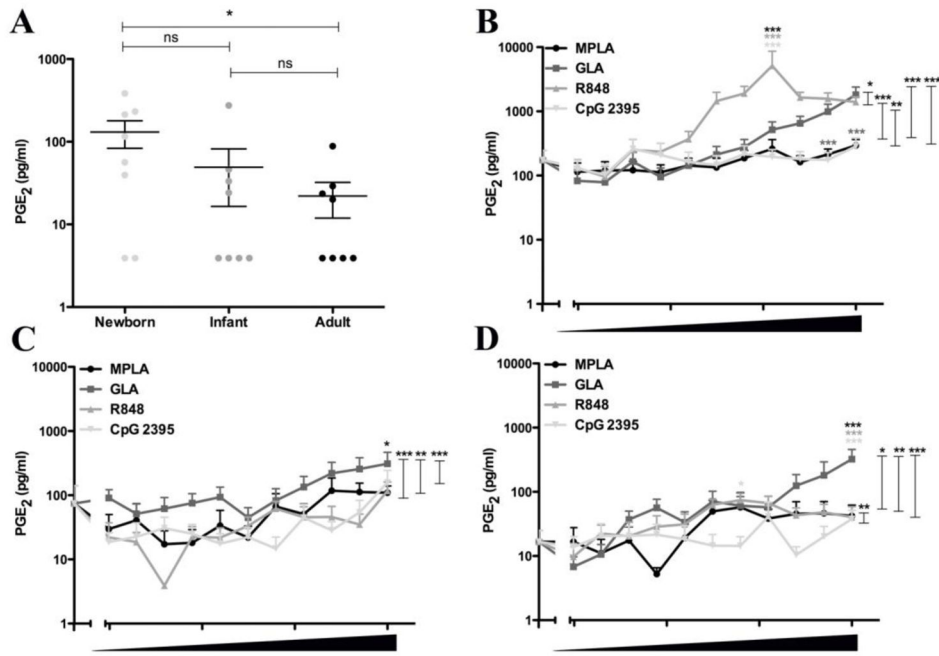 A
*
ns
ns
1000
100
10
1
PGE2 (pg/ml)
Newborn Infant Adult
B
MPLA
GLA
R848
CpG 2395
10000
1000
100
10
1
PGE2 (pg/ml)
***
***
***
***
***
*
***
**
***
***
C
MPLA
GLA
R848
CpG 2395
10000
1000
100
10
1
PGE2 (pg/ml)
*
*** ** ***
D
MPLA
GLA
R848
CpG 2395
10000
1000
100
10
1
PGE2 (pg/ml)
***
***
***
*
**
* ** ***